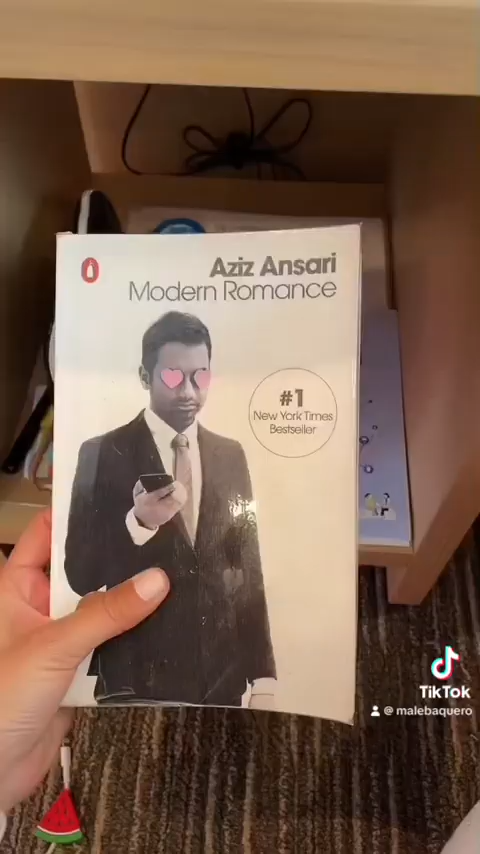 Aziz Ansari
Modern Romance
#1
New York Times
Bestseller
TikTok
@malebaquero